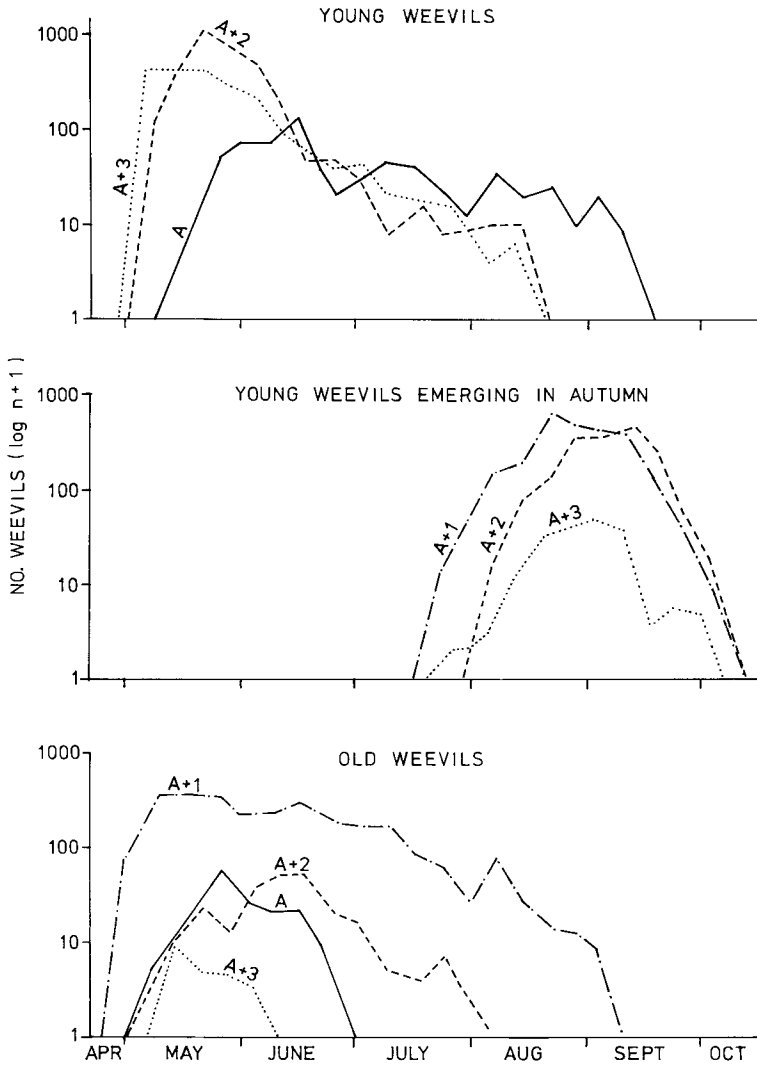 YOUNG WEEVILS
1000
100
10
1
A+3
A
A+2
NO. WEEVILS (log n+1)
YOUNG WEEVILS EMERGING IN AUTUMN
1000
100
10
1
A+1
A+2
A+3
OLD WEEVILS
1000
100
10
1
A+1
A+2
A
A+3
APR MAY JUNE JULY AUG SEPT OCT